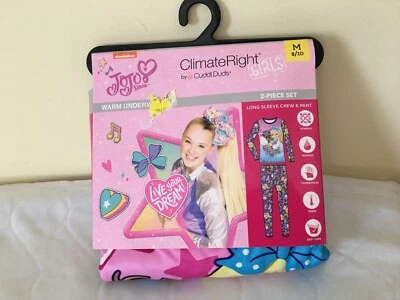 nickelodeon
JoJo
Siwa
ClimateRight®
by Cuddl Duds®
GIRLS
M
8/10
WARM UNDERW
2-PIECE SET
LONG SLEEVE CREW & PANT
LIVE YOUR
DREAM!